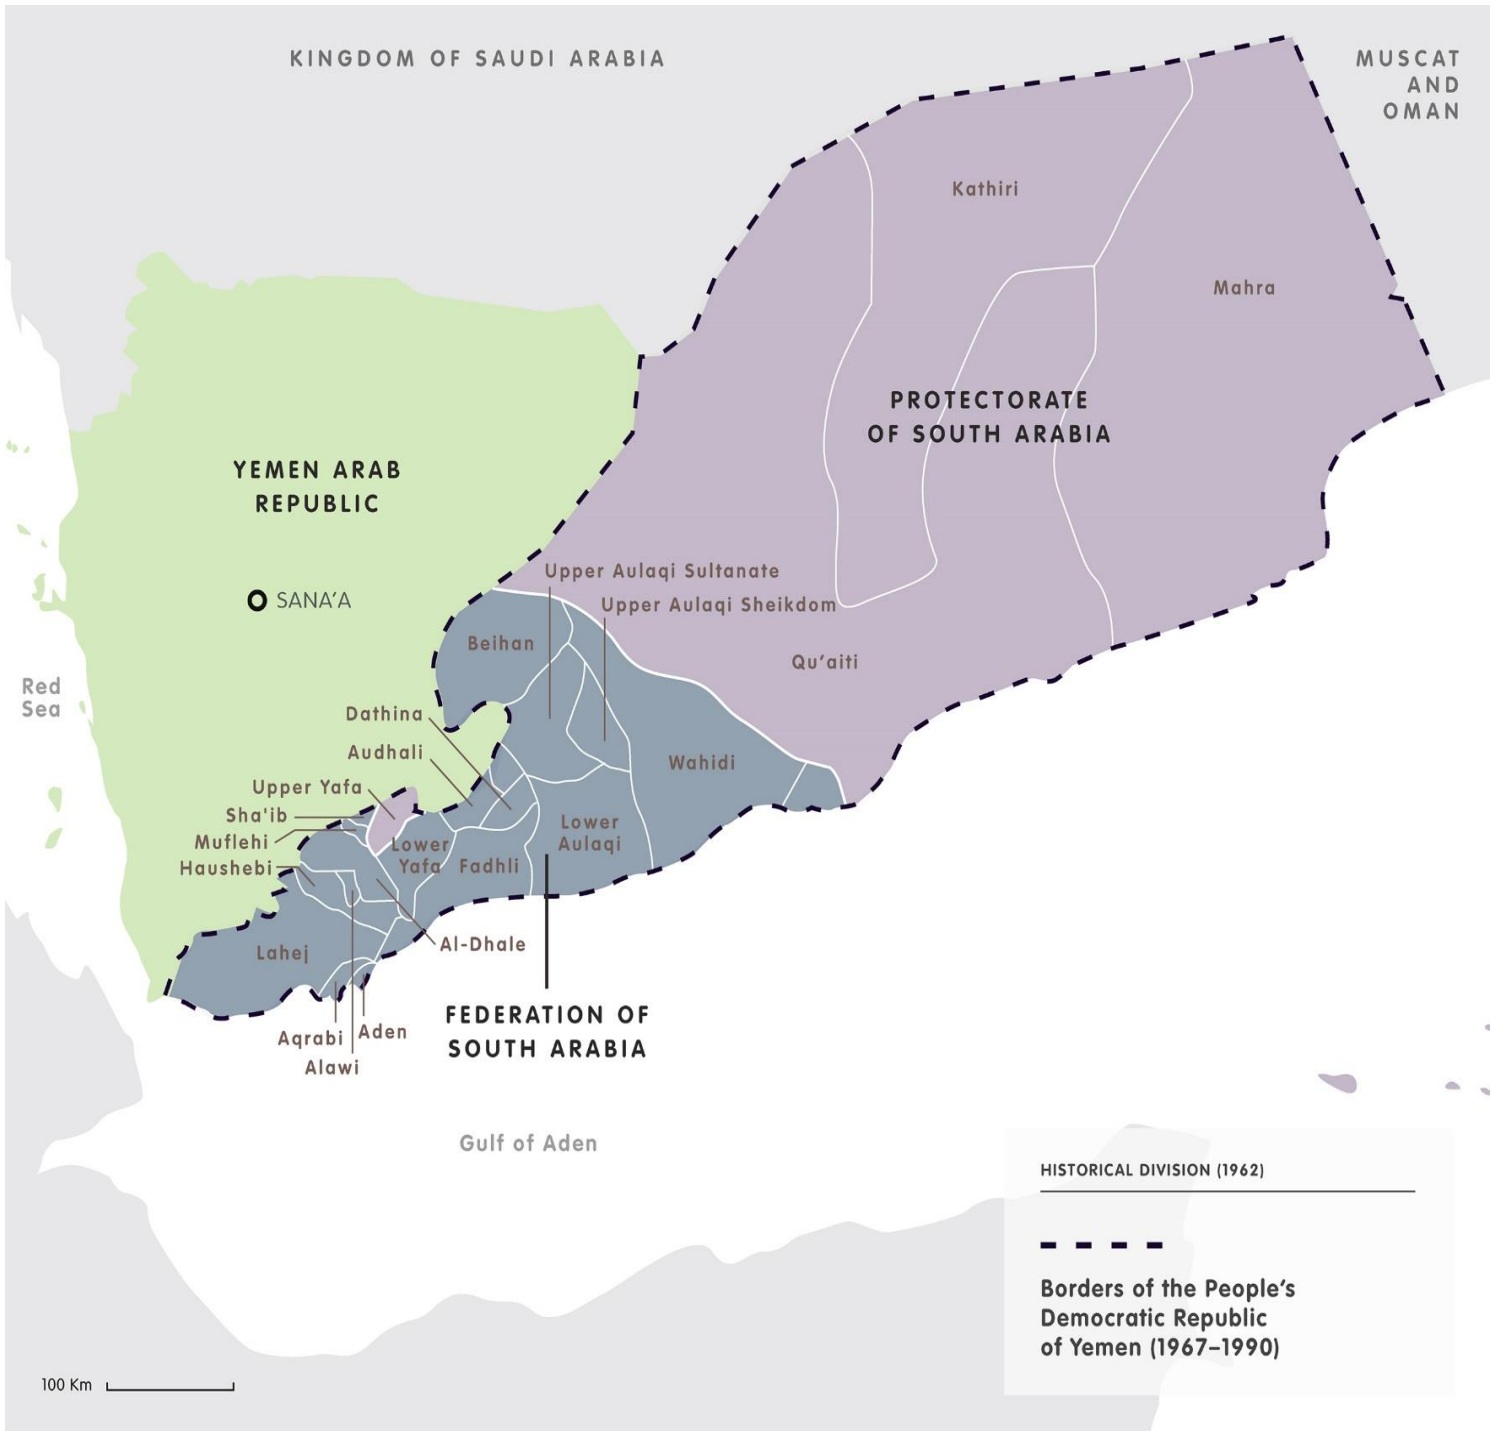 KINGDOM OF SAUDI ARABIA
MUSCAT
AND
OMAN
Kathiri
Mahra
PROTECTORATE
OF SOUTH ARABIA
YEMEN ARAB
REPUBLIC
SANA'A
Upper Aulaqi Sultanate
Upper Aulaqi Sheikdom
Beihan
Qu'aiti
Red
Sea
Dathina
Audhali
Wahidi
Upper Yafa
Sha'ib
Muflehi
Haushebi
Lower
Yafa
Fadhli
Lower
Aulaqi
Al-Dhale
Lahej
Aqrabi
Aden
Alawi
FEDERATION OF
SOUTH ARABIA
Gulf of Aden
HISTORICAL DIVISION (1962)
Borders of the People's
Democratic Republic
of Yemen (1967–1990)
100 Km